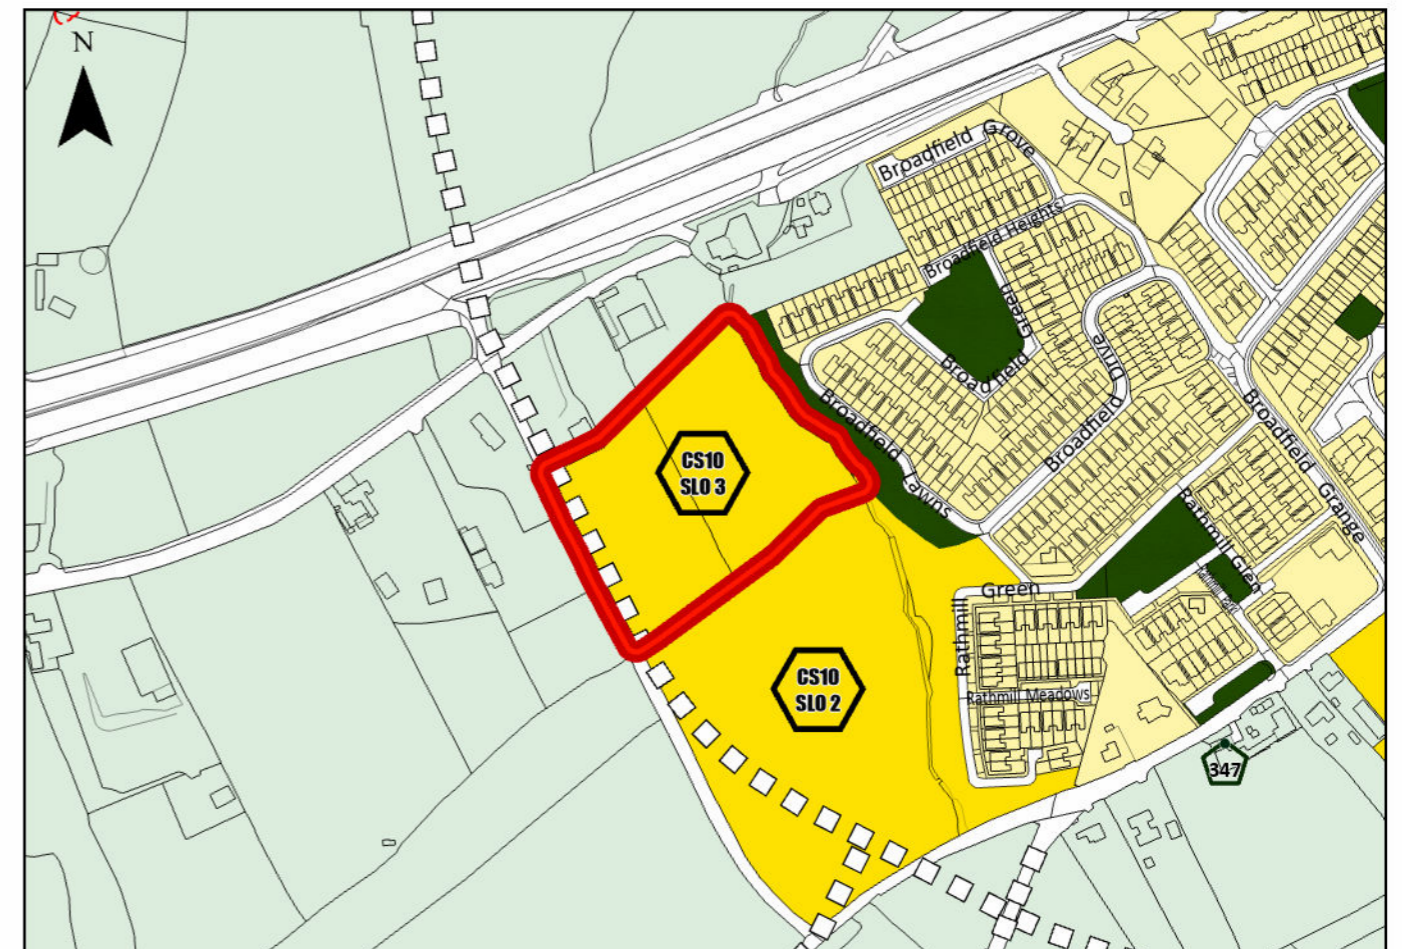 N
Broadfield Grove
Broadfield Heights
Broadfield Green
Broadfield Drive
Broadfield Lawns
Broadfield Grange
CS10
SLO 3
Rathmill Glen
Rathmill Green
CS10
SLO 2
Rathmill Meadows
347